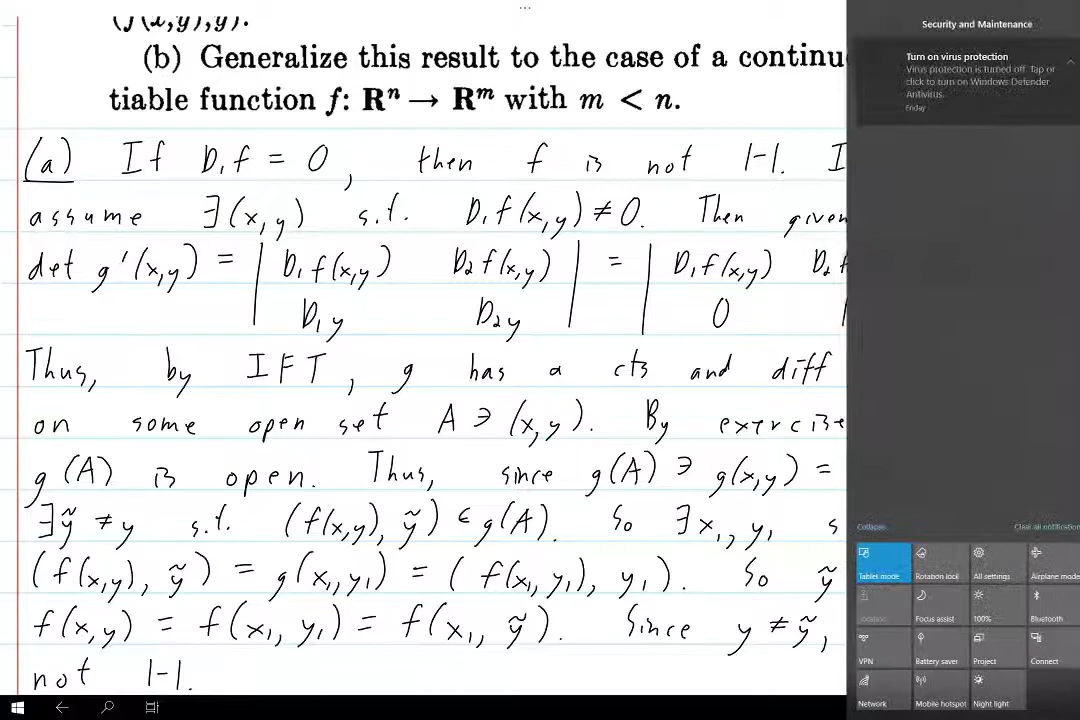 (f(x,y),y).
(b) Generalize this result to the case of a continu
tiable function f: Rⁿ → Rᵐ with m < n.
(a) If D₁f = 0, then f is not 1-1. I
assume ∃(x,y) s.t. D₁f(x,y) ≠ 0. Then given
det g'(x,y) = | D₁f(x,y) D₂f(x,y) | = | D₁f(x,y) D₂f
D₁y D₂y 0 1
Thus, by IFT, g has a cts and diff
on some open set A ∋ (x,y). By exercise
g(A) is open. Thus, since g(A) ∋ g(x,y) =
∃ỹ ≠ y s.t. (f(x,y), ỹ) ∈ g(A). So ∃x₁, y₁ s
(f(x,y), ỹ) = g(x₁,y₁) = (f(x₁,y₁), y₁). So ỹ
f(x,y) = f(x₁,y₁) = f(x₁, ỹ). Since y ≠ ỹ,
not 1-1.
Security and Maintenance
Turn on virus protection
Virus protection is turned off. Tap or
click to turn on Windows Defender
Antivirus.
Friday
Collapse Clear all notification
Tablet mode Rotation lock All settings Airplane mode
Location Focus assist 100% Bluetooth
VPN Battery saver Project Connect
Network Mobile hotspot Night light